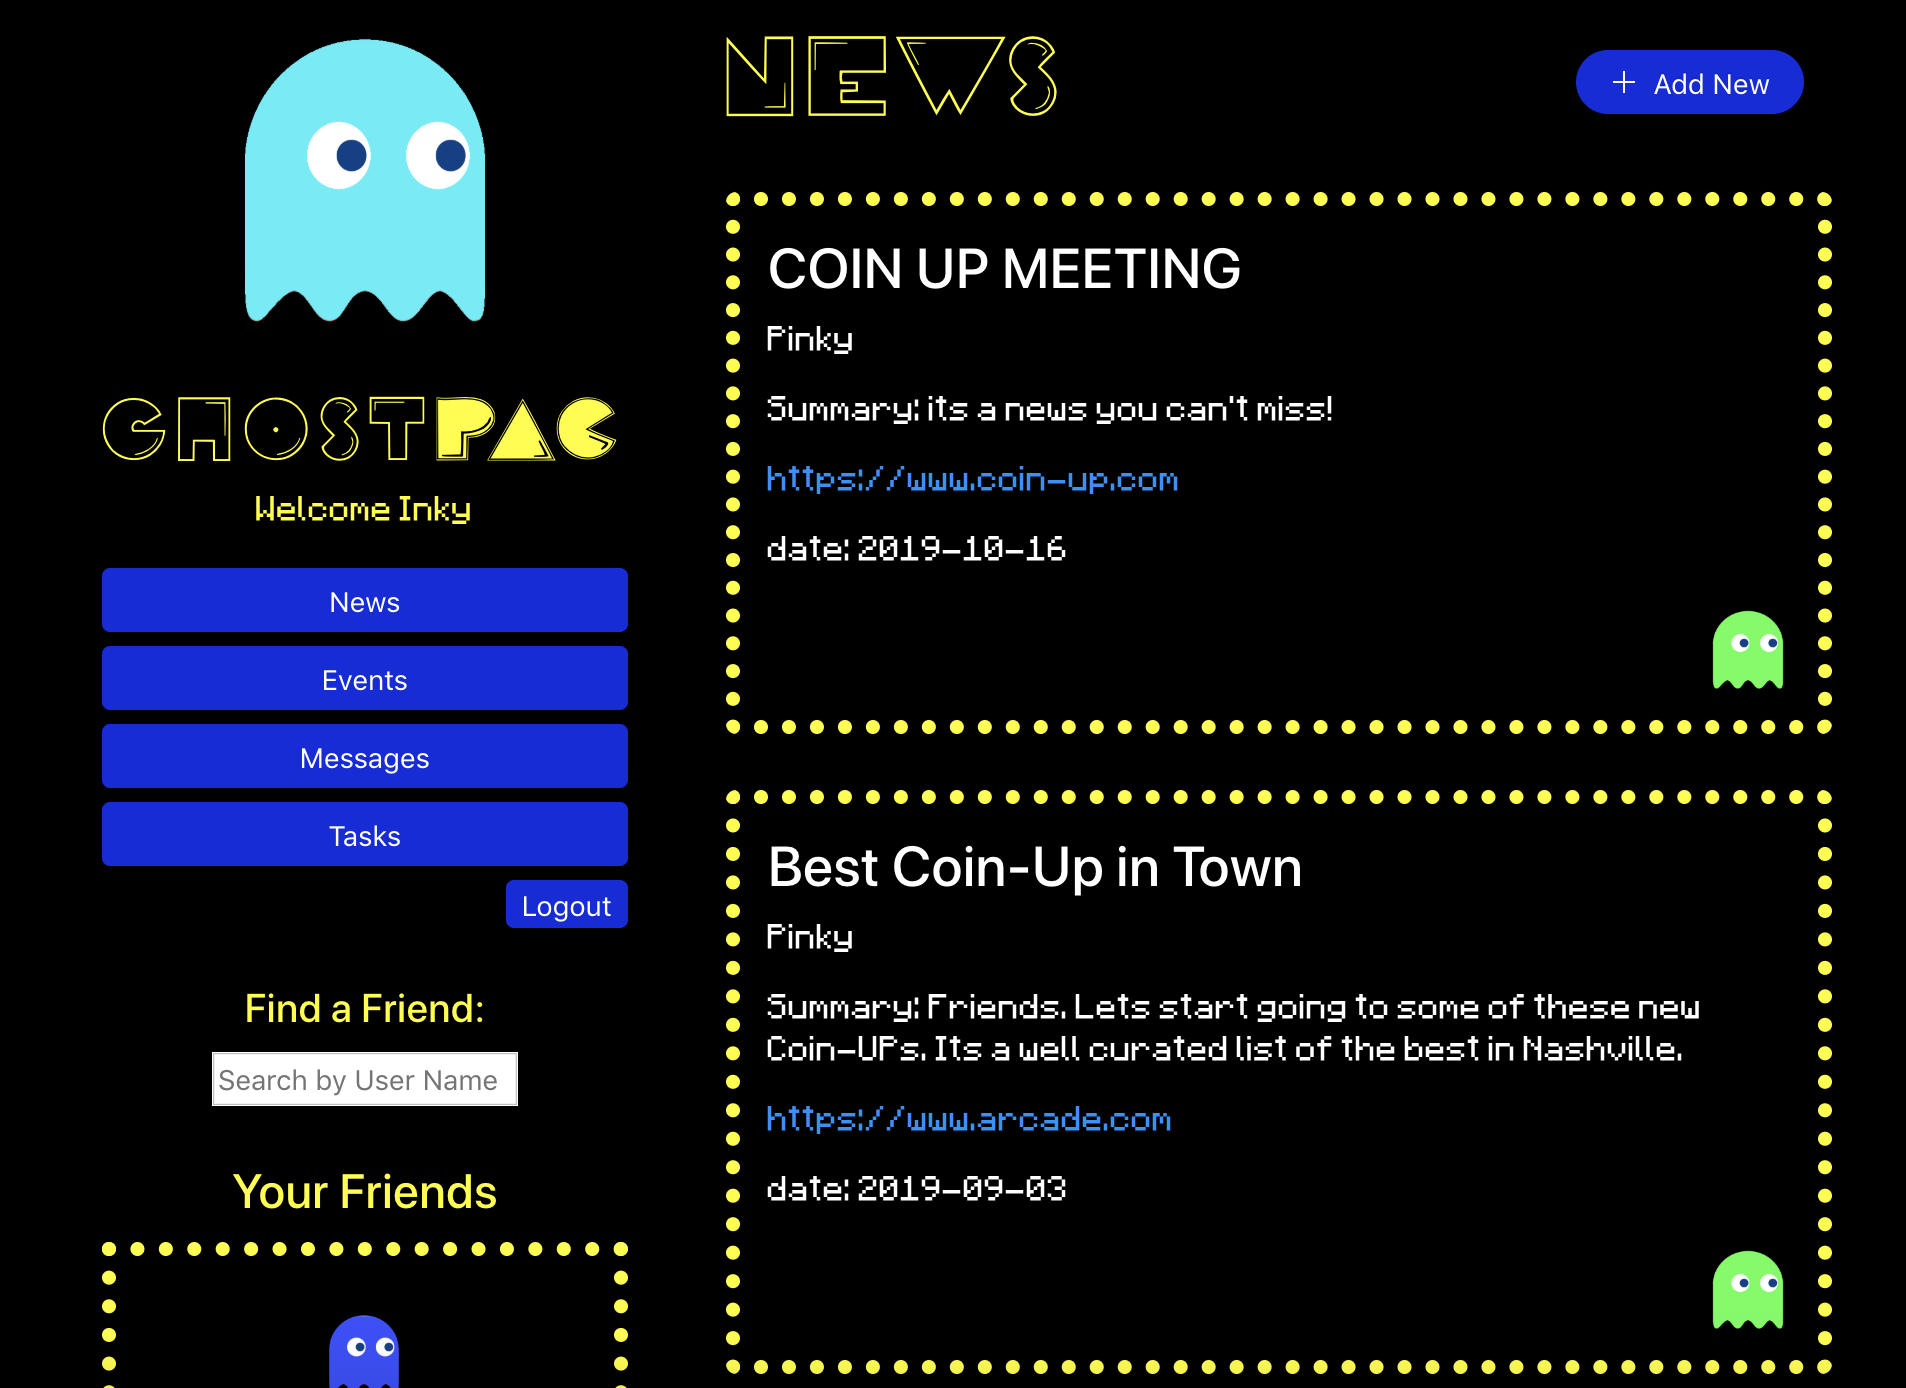 GHOSTPAC
Welcome Inky
News
Events
Messages
Tasks
Logout
Find a Friend:
Search by User Name
Your Friends
NEWS
+ Add New
COIN UP MEETING
Pinky
Summary: its a news you can't miss!
https://www.coin-up.com
date: 2019-10-16
Best Coin-Up in Town
Pinky
Summary: Friends. Lets start going to some of these new
Coin-UPs. Its a well curated list of the best in Nashville.
https://www.arcade.com
date: 2019-09-03